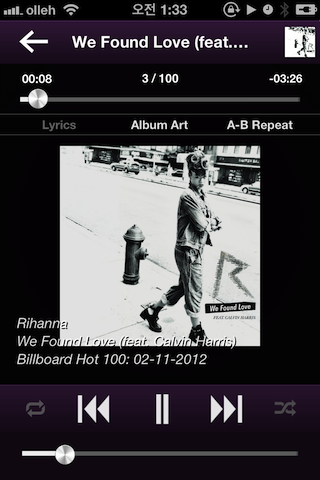 olleh 오전 1:33
We Found Love (feat....
00:08 3 / 100 -03:26
Lyrics Album Art A-B Repeat
R
We Found Love
FEAT. CALVIN HARRIS
Rihanna
We Found Love (feat. Calvin Harris)
Billboard Hot 100: 02-11-2012